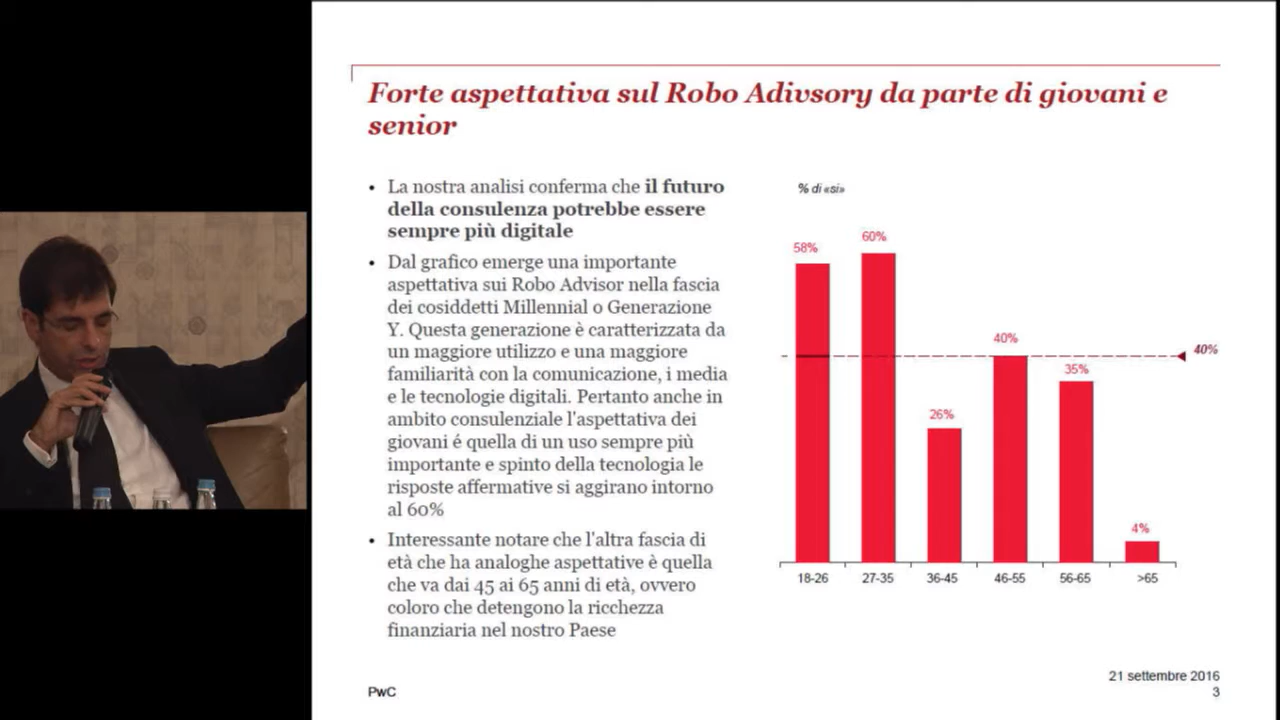 Forte aspettativa sul Robo Adivsory da parte di giovani e
senior
• La nostra analisi conferma che il futuro
della consulenza potrebbe essere
sempre più digitale
• Dal grafico emerge una importante
aspettativa sui Robo Advisor nella fascia
dei cosiddetti Millennial o Generazione
Y. Questa generazione è caratterizzata da
un maggiore utilizzo e una maggiore
familiarità con la comunicazione, i media
e le tecnologie digitali. Pertanto anche in
ambito consulenziale l'aspettativa dei
giovani é quella di un uso sempre più
importante e spinto della tecnologia le
risposte affermative si aggirano intorno
al 60%
• Interessante notare che l'altra fascia di
età che ha analoghe aspettative è quella
che va dai 45 ai 65 anni di età, ovvero
coloro che detengono la ricchezza
finanziaria nel nostro Paese
% di «si»
58%
60%
26%
40%
35%
4%
40%
18-26
27-35
36-45
46-55
56-65
>65
PwC
21 settembre 2016
3